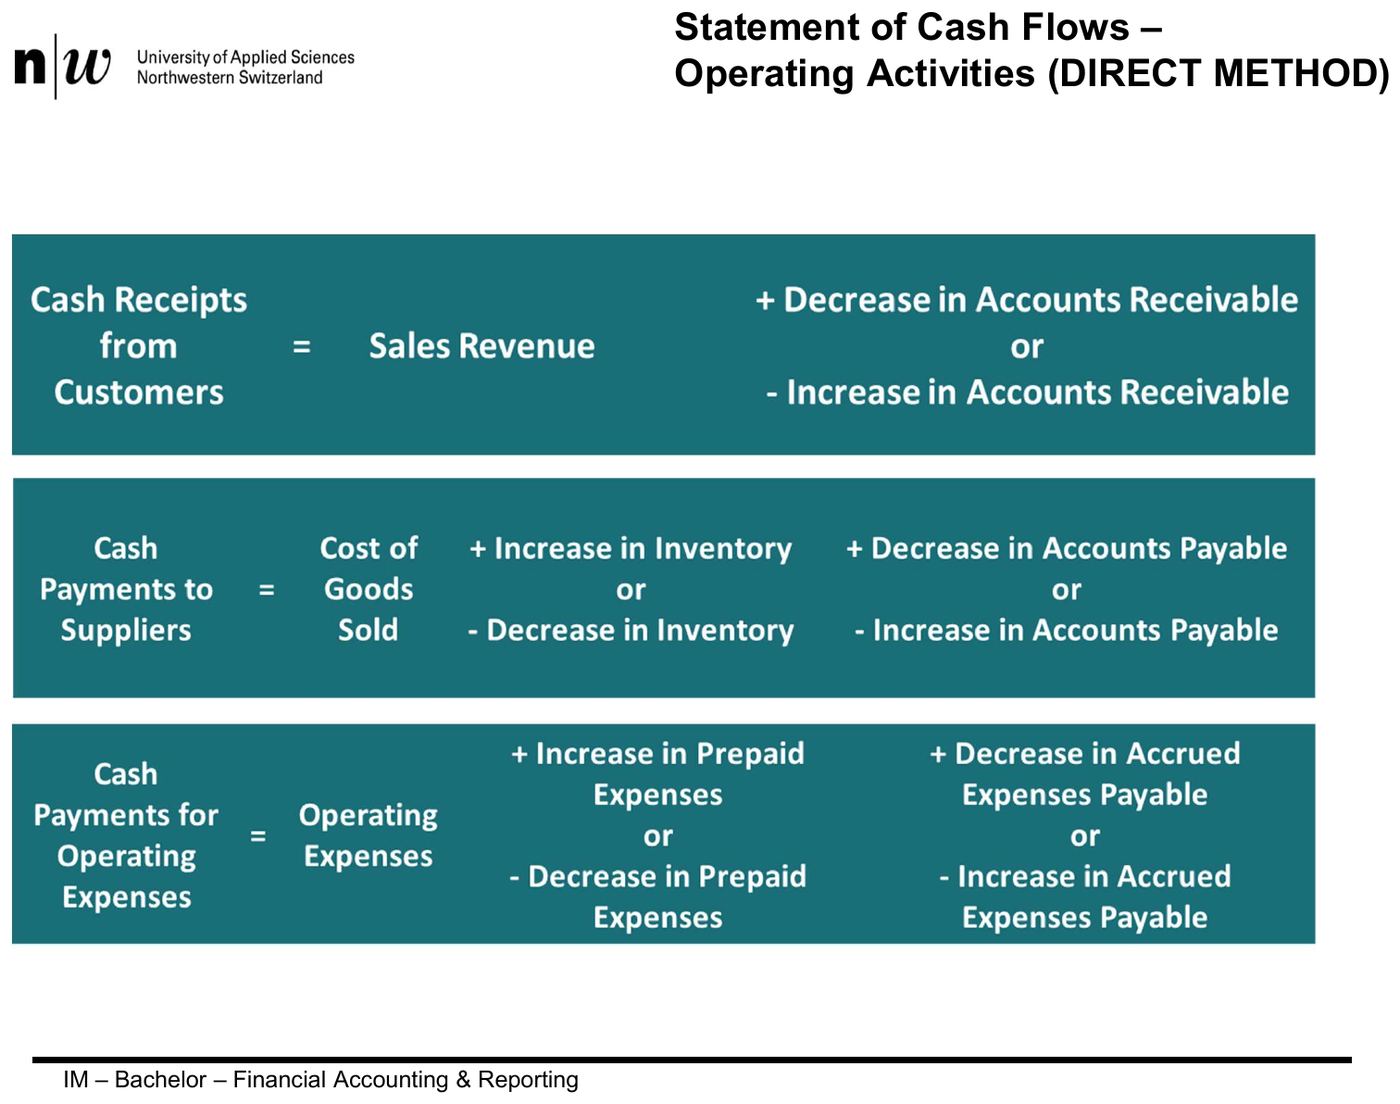 n|w University of Applied Sciences
Northwestern Switzerland
Statement of Cash Flows –
Operating Activities (DIRECT METHOD)
Cash Receipts
from
Customers
=
Sales Revenue
+ Decrease in Accounts Receivable
or
- Increase in Accounts Receivable
Cash
Payments to
Suppliers
=
Cost of
Goods
Sold
+ Increase in Inventory
or
- Decrease in Inventory
+ Decrease in Accounts Payable
or
- Increase in Accounts Payable
Cash
Payments for
Operating
Expenses
=
Operating
Expenses
+ Increase in Prepaid
Expenses
or
- Decrease in Prepaid
Expenses
+ Decrease in Accrued
Expenses Payable
or
- Increase in Accrued
Expenses Payable
IM – Bachelor – Financial Accounting & Reporting